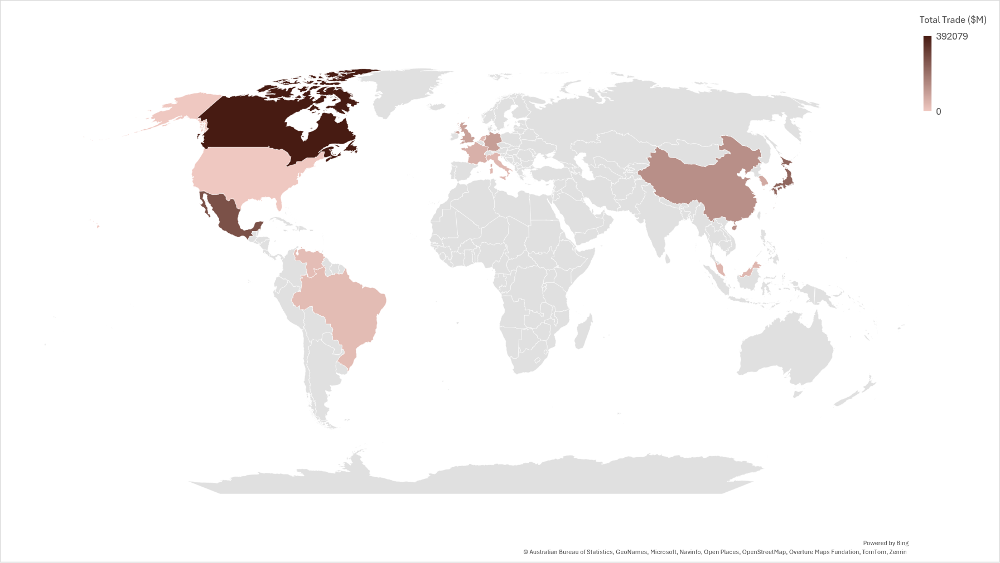 Total Trade ($M)
392079
0
Powered by Bing
© Australian Bureau of Statistics, GeoNames, Microsoft, Navinfo, Open Places, OpenStreetMap, Overture Maps Fundation, TomTom, Zenrin